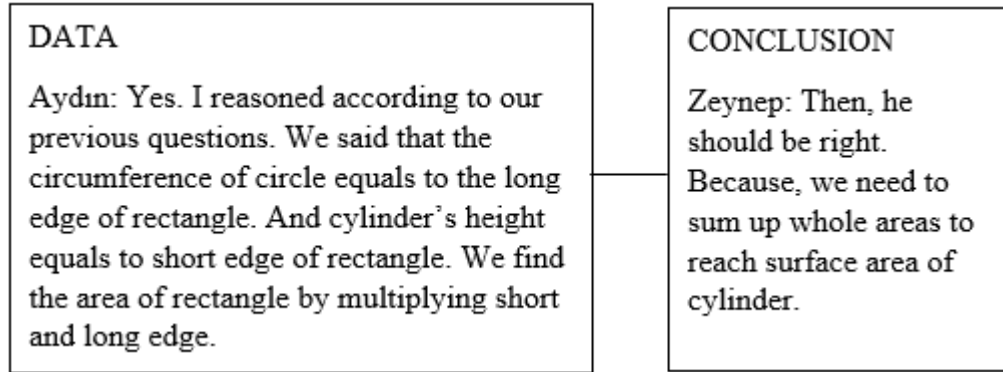 DATA
Aydın: Yes. I reasoned according to our
previous questions. We said that the
circumference of circle equals to the long
edge of rectangle. And cylinder’s height
equals to short edge of rectangle. We find
the area of rectangle by multiplying short
and long edge.
CONCLUSION
Zeynep: Then, he
should be right.
Because, we need to
sum up whole areas to
reach surface area of
cylinder.